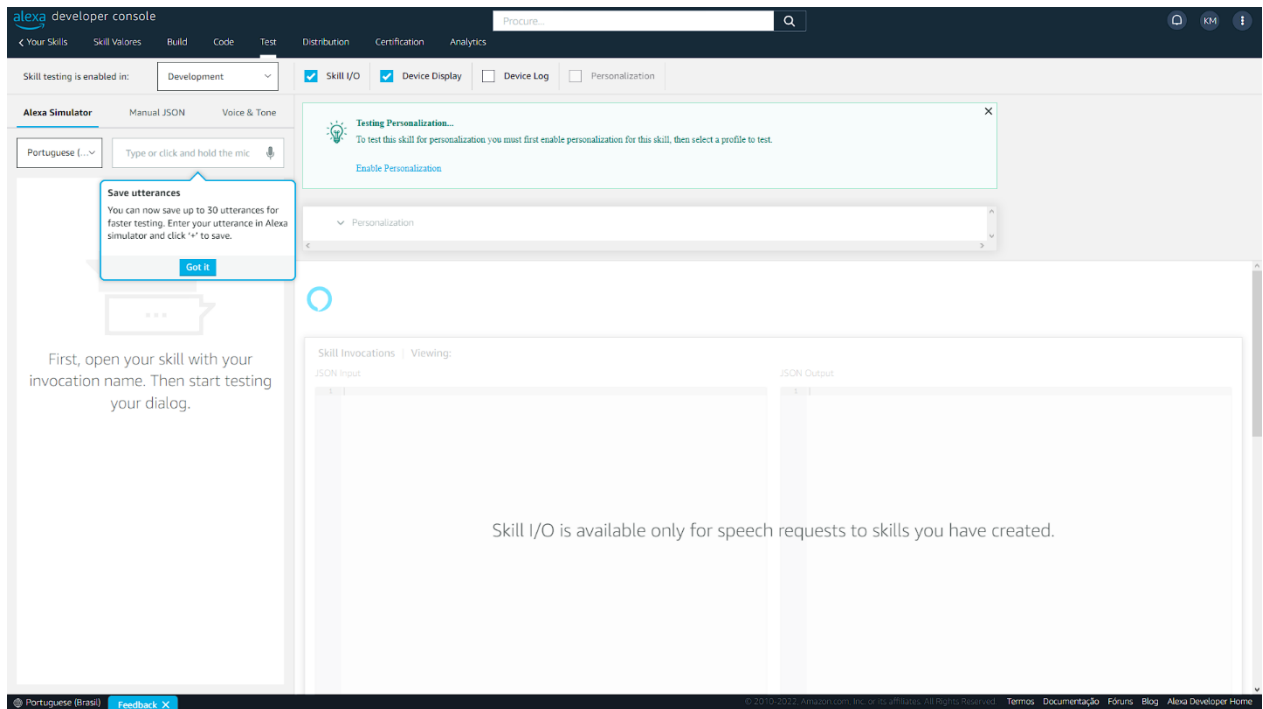 alexa developer console
Procure...
KM
Your Skills Skill Valores Build Code Test Distribution Certification Analytics
Skill testing is enabled in: Development Skill I/O Device Display Device Log Personalization
Alexa Simulator Manual JSON Voice & Tone
Portuguese (... Type or click and hold the mic
Testing Personalization...
To test this skill for personalization you must first enable personalization for this skill, then select a profile to test.
Enable Personalization
Save utterances
You can now save up to 30 utterances for
faster testing. Enter your utterance in Alexa
simulator and click '+' to save.
Got it
Personalization
First, open your skill with your
invocation name. Then start testing
your dialog.
Skill Invocations | Viewing:
JSON Input JSON Output
1 1
Skill I/O is available only for speech requests to skills you have created.
Portuguese (Brasil) Feedback X © 2010-2022, Amazon.com, Inc. or its affiliates. All Rights Reserved. Termos Documentação Fóruns Blog Alexa Developer Home